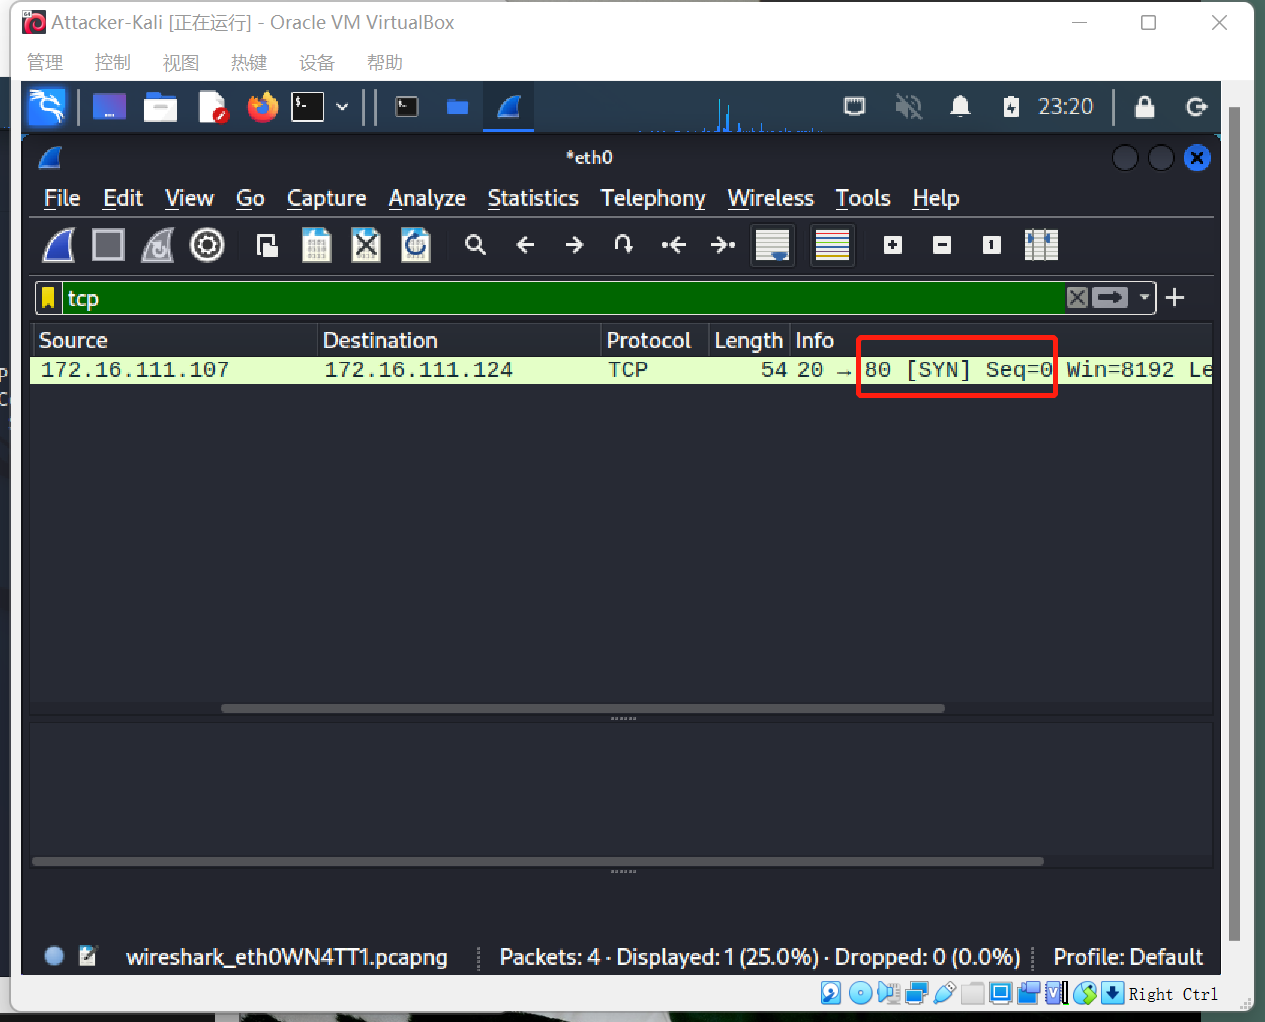 Attacker-Kali [正在运行] - Oracle VM VirtualBox
管理 控制 视图 热键 设备 帮助
23:20
*eth0
File Edit View Go Capture Analyze Statistics Telephony Wireless Tools Help
tcp
Source Destination Protocol Length Info
172.16.111.107 172.16.111.124 TCP 54 20 → 80 [SYN] Seq=0 Win=8192 Le
wireshark_eth0WN4TT1.pcapng Packets: 4 · Displayed: 1 (25.0%) · Dropped: 0 (0.0%) Profile: Default
Right Ctrl